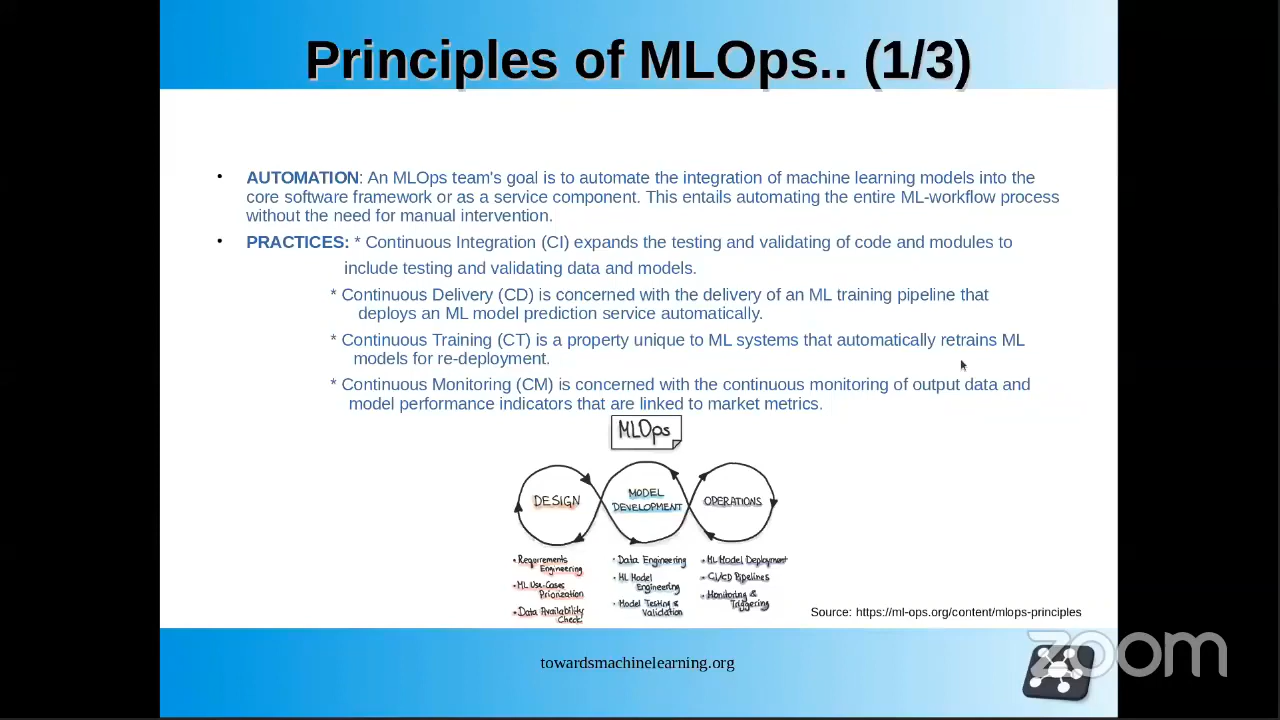 Principles of MLOps.. (1/3)
• AUTOMATION: An MLOps team's goal is to automate the integration of machine learning models into the
core software framework or as a service component. This entails automating the entire ML-workflow process
without the need for manual intervention.
• PRACTICES: * Continuous Integration (CI) expands the testing and validating of code and modules to
include testing and validating data and models.
* Continuous Delivery (CD) is concerned with the delivery of an ML training pipeline that
deploys an ML model prediction service automatically.
* Continuous Training (CT) is a property unique to ML systems that automatically retrains ML
models for re-deployment.
* Continuous Monitoring (CM) is concerned with the continuous monitoring of output data and
model performance indicators that are linked to market metrics.
MLOps
DESIGN
MODEL
DEVELOPMENT
OPERATIONS
• Requirements
Engineering
• ML Use-Cases
Priorization
• Data Availability
Check
• Data Engineering
• ML Model
Engineering
• Model Testing &
Validation
• ML Model Deployment
• CI/CD Pipelines
• Monitoring &
Triggering
Source: https://ml-ops.org/content/mlops-principles
towardsmachinelearning.org
zoom